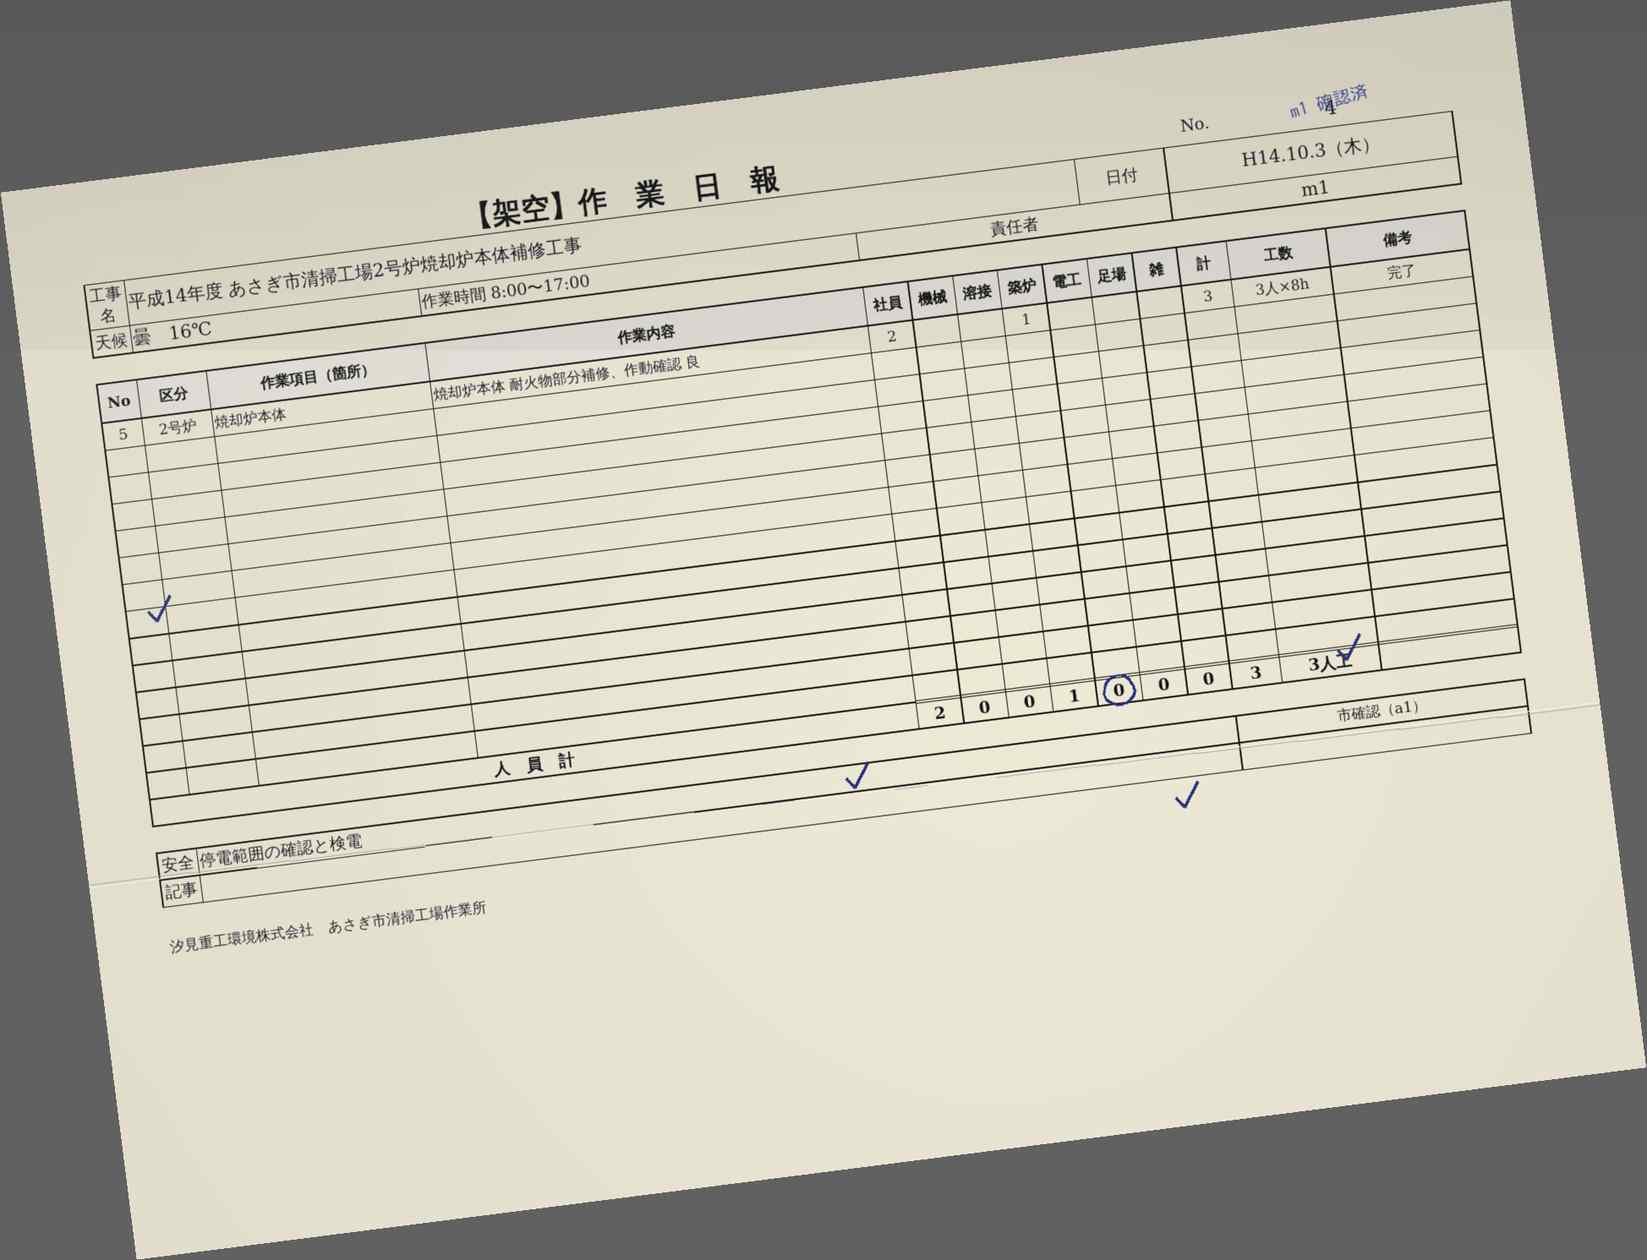 m1 確認済
No. 4
【架空】作 業 日 報
工事名 平成14年度 あさぎ市清掃工場2号炉焼却炉本体補修工事 日付 H14.10.3（木）
天候 曇 16℃ 作業時間 8:00〜17:00 責任者 m1
No 区分 作業項目（箇所） 作業内容 社員 機械 溶接 築炉 電工 足場 雑 計 工数 備考
5 2号炉 焼却炉本体 焼却炉本体 耐火物部分補修、作動確認 良 2 1 3 3人×8h 完了
人 員 計 2 0 0 1 0 0 0 3 3人工
安全 停電範囲の確認と検電 市確認（a1）
記事
汐見重工環境株式会社 あさぎ市清掃工場作業所